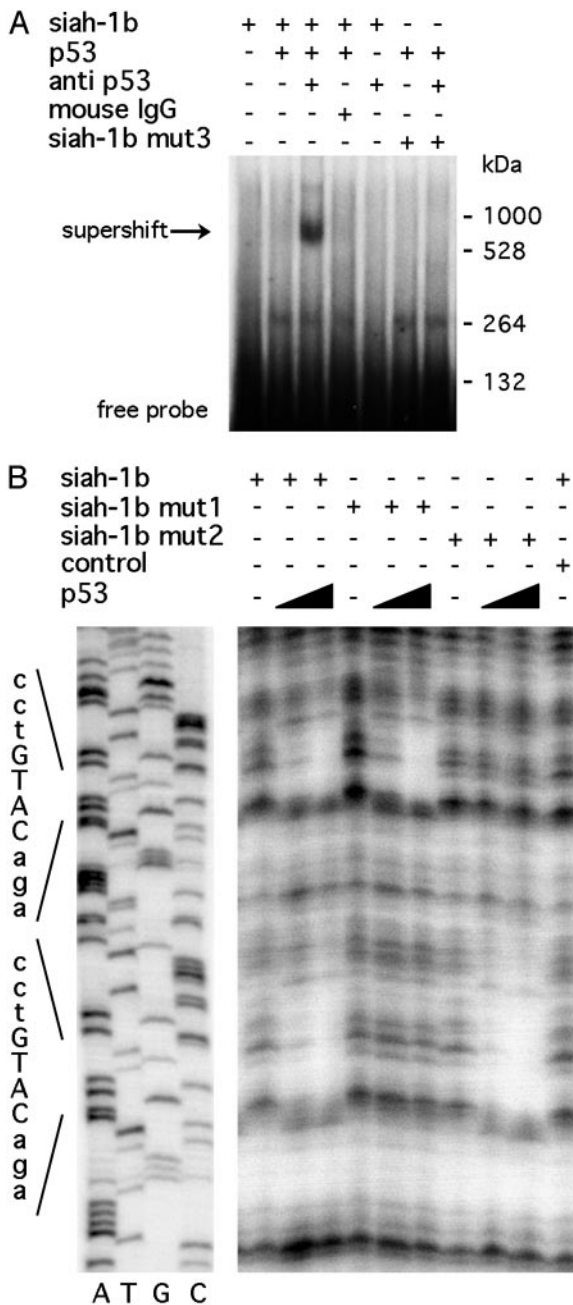 A siah-1b + + + + + - -
p53 - + + + - + +
anti p53 - - + - + - +
mouse IgG - - - + - - -
siah-1b mut3 - - - - - + +
kDa
supershift
- 1000
- 528
- 264
- 132
free probe
B siah-1b + + + - - - - - - +
siah-1b mut1 - - - + + + - - - -
siah-1b mut2 - - - - - - + + + -
control - - - - - - - - - +
p53 - - - -
c
c
t
G
T
A
C
a
g
a
c
c
t
G
T
A
C
a
g
a
A T G C